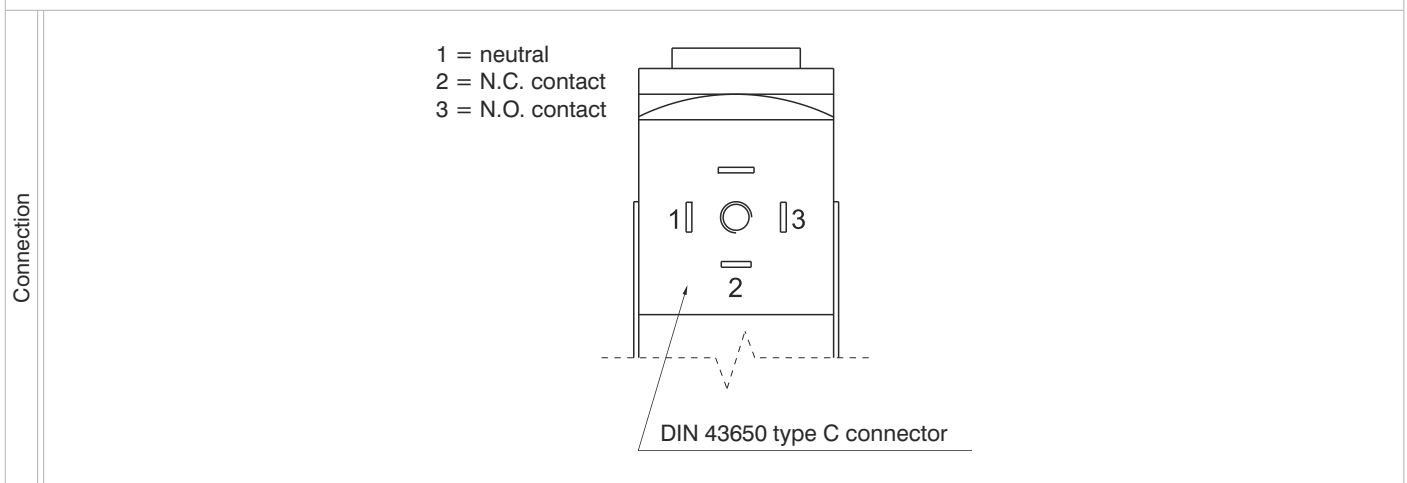 1 = neutral
2 = N.C. contact
3 = N.O. contact
Connection
1
3
2
DIN 43650 type C connector